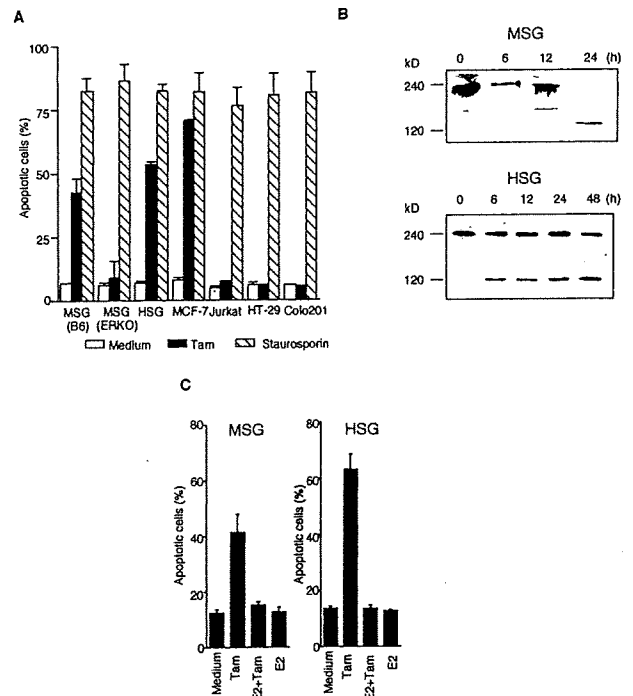 A
100
75
50
25
0
Apoptotic cells (%)
MSG (B6)
MSG (ERKO)
HSG
MCF-7
Jurkat
HT-29
Colo201
Medium
Tam
Staurosporin
B
MSG
kD
0 6 12 24 (h)
240
120
HSG
0 6 12 24 48 (h)
kD
240
120
C
80
60
40
20
0
Apoptotic cells (%)
MSG
Medium
Tam
E2+Tam
E2
80
60
40
20
0
Apoptotic cells (%)
HSG
Medium
Tam
E2+Tam
E2